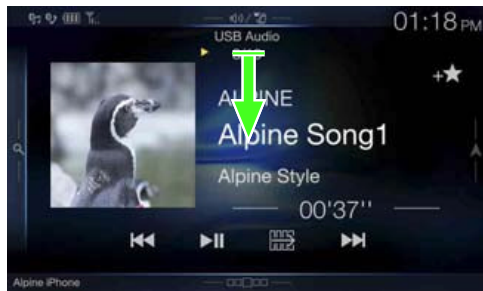 01:18 PM
USB Audio
ALPINE
Alpine Song1
Alpine Style
00'37''
Alpine iPhone